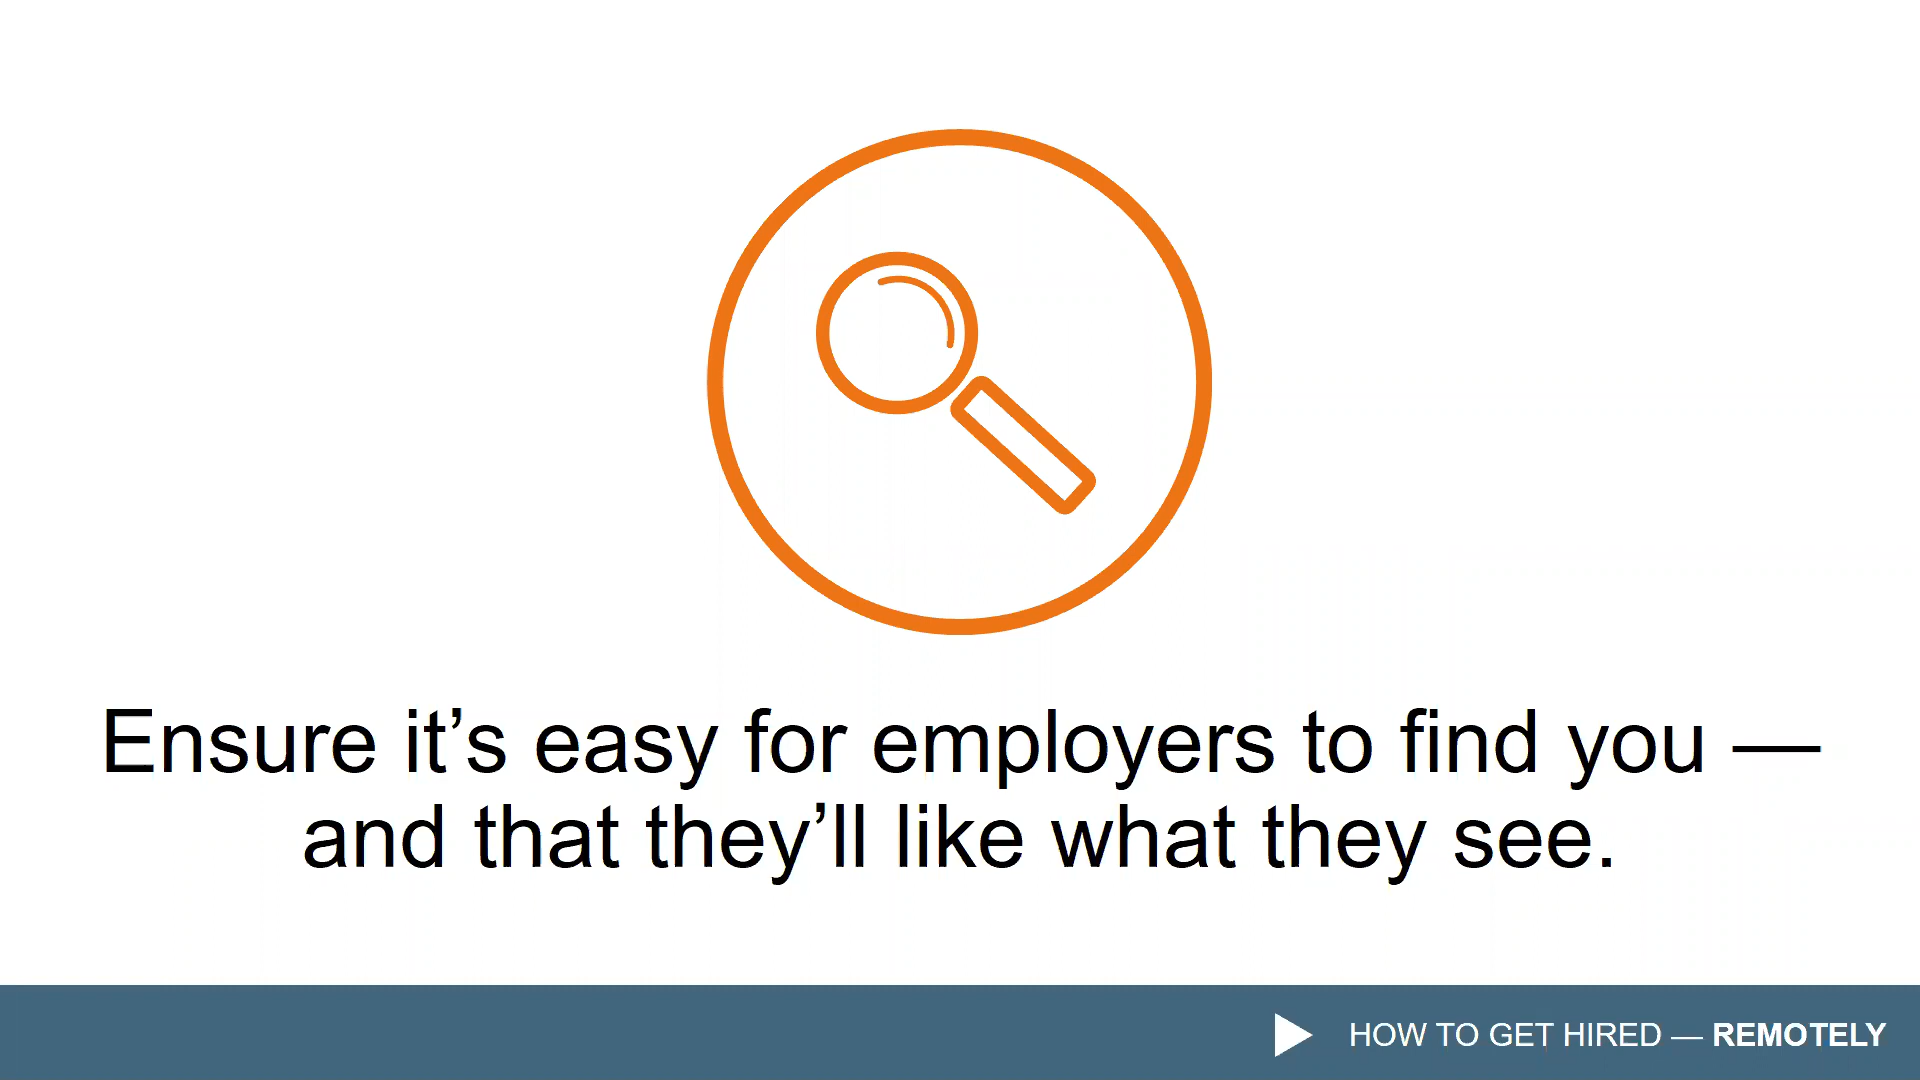 Ensure it’s easy for employers to find you —
and that they’ll like what they see.
HOW TO GET HIRED — REMOTELY